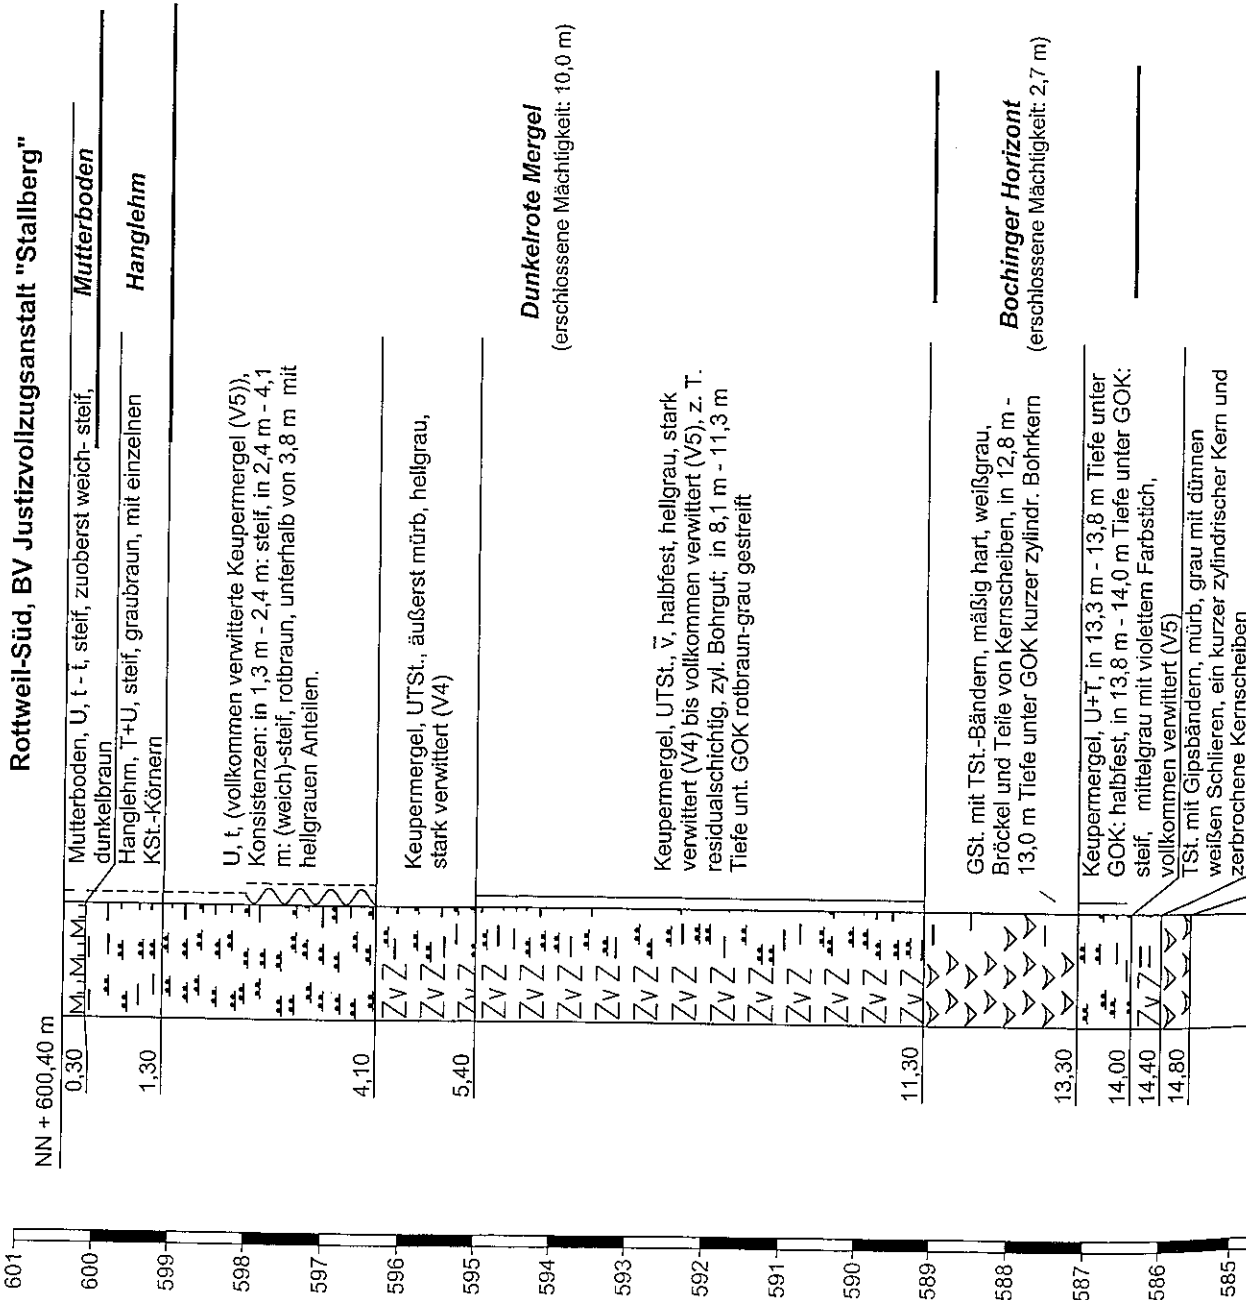 Rottweil-Süd, BV Justizvollzugsanstalt "Stallberg"
NN + 600,40 m
601
600
599
598
597
596
595
594
593
592
591
590
589
588
587
586
585
0,30
1,30
4,10
5,40
11,30
13,30
14,00
14,40
14,80
Mutterboden, U, t - t̄, steif, zuoberst weich- steif,
dunkelbraun
Hanglehm, T+U, steif, graubraun, mit einzelnen
KSt.-Körnern
U, t, (vollkommen verwitterte Keupermergel (V5)),
Konsistenzen: in 1,3 m - 2,4 m: steif, in 2,4 m - 4,1
m: (weich)-steif, rotbraun, unterhalb von 3,8 m mit
hellgrauen Anteilen.
Keupermergel, UTSt., äußerst mürb, hellgrau,
stark verwittert (V4)
Keupermergel, UTSt., v̄, halbfest, hellgrau, stark
verwittert (V4) bis vollkommen verwittert (V5), z. T.
residualschichtig, zyl. Bohrgut; in 8,1 m - 11,3 m
Tiefe unt. GOK rotbraun-grau gestreift
GSt. mit TSt.-Bändern, mäßig hart, weißgrau,
Bröckel und Teile von Kernscheiben, in 12,8 m -
13,0 m Tiefe unter GOK kurzer zylindr. Bohrkern
Keupermergel, U+T, in 13,3 m - 13,8 m Tiefe unter
GOK: halbfest, in 13,8 m - 14,0 m Tiefe unter GOK:
steif, mittelgrau mit violettem Farbstich,
vollkommen verwittert (V5)
TSt. mit Gipsbändern, mürb, grau mit dünnen
weißen Schlieren, ein kurzer zylindrischer Kern und
zerbrochene Kernscheiben
Mutterboden
Hanglehm
Dunkelrote Mergel
(erschlossene Mächtigkeit: 10,0 m)
Bochinger Horizont
(erschlossene Mächtigkeit: 2,7 m)